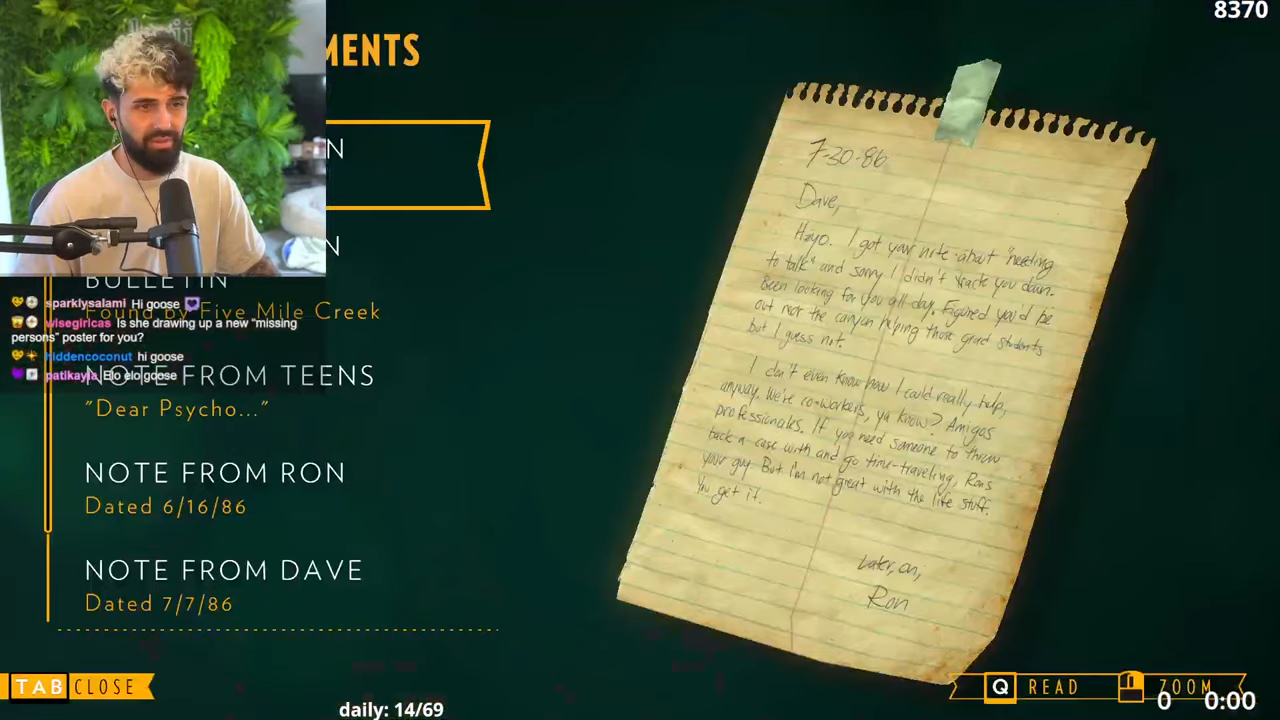 8370
MENTS
N
N
BULLETIN
Found by Five Mile Creek
NOTE FROM TEENS
"Dear Psycho..."
NOTE FROM RON
Dated 6/16/86
NOTE FROM DAVE
Dated 7/7/86
sparklysalami Hi goose
wisegiricas Is she drawing up a new "missing
persons" poster for you?
hiddencoconut hi goose
patikayla Elo elo goose
7-30-86
Dave,
Heyo. I got your note about "needing
to talk" and sorry I didn't track you down.
Been looking for you all day. Figured you'd be
out near the canyon helping those grad students
but I guess not.
I don't even know how I could really help,
anyway. We're co-workers, ya know? Amigos
professionales. If you need someone to throw
back a case with and go time-traveling, Rons
your guy. But I'm not great with the life stuff.
You get it.
Later, on,
Ron
TAB CLOSE
Q READ
ZOOM
daily: 14/69
0 0:00